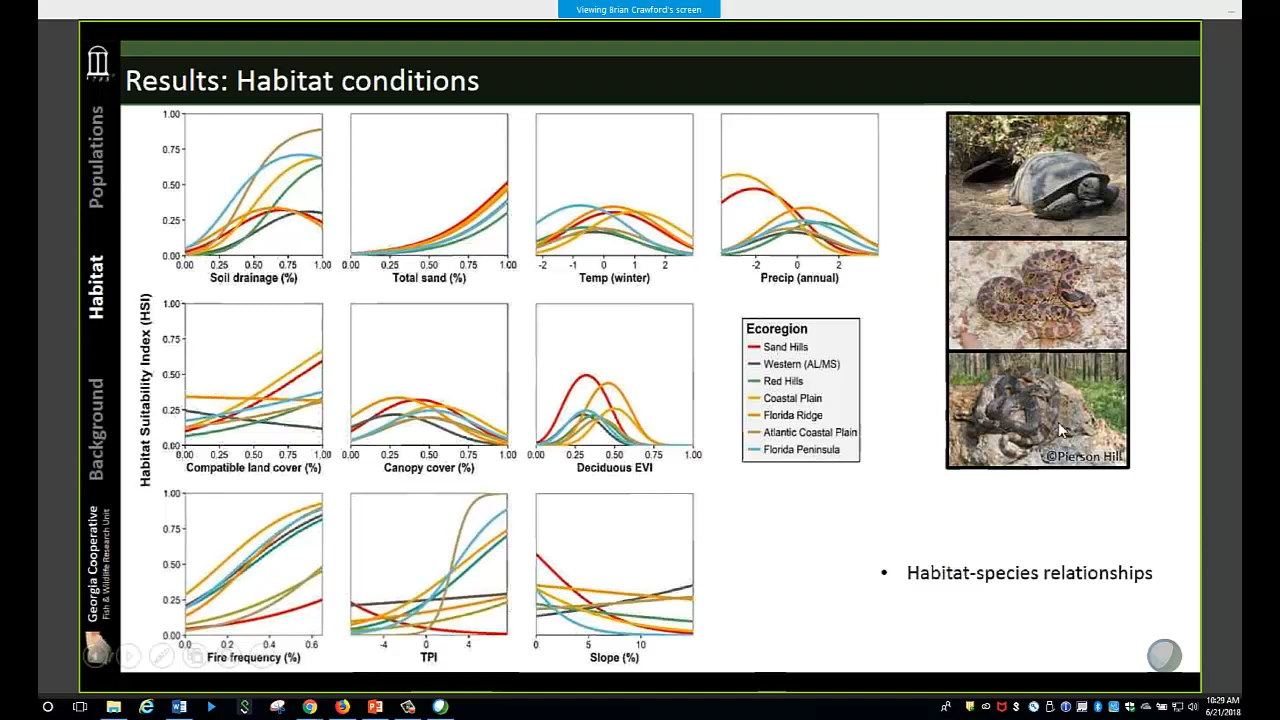 Viewing Brian Crawford's screen
Results: Habitat conditions
Populations
Habitat
Background
Georgia Cooperative
Fish & Wildlife Research Unit
Habitat Suitability Index (HSI)
1.00
0.75
0.50
0.25
0.00
0.00 0.25 0.50 0.75 1.00
Soil drainage (%)
0.00 0.25 0.50 0.75 1.00
Total sand (%)
-2 -1 0 1 2
Temp (winter)
-2 0 2
Precip (annual)
1.00
0.75
0.50
0.25
0.00
0.00 0.25 0.50 0.75 1.00
Compatible land cover (%)
0.00 0.25 0.50 0.75 1.00
Canopy cover (%)
0.00 0.25 0.50 0.75 1.00
Deciduous EVI
Ecoregion
Sand Hills
Western (AL/MS)
Red Hills
Coastal Plain
Florida Ridge
Atlantic Coastal Plain
Florida Peninsula
©Pierson Hill
1.00
0.75
0.50
0.25
0.00
0.0 0.2 0.4 0.6
Fire frequency (%)
-4 0 4
TPI
0 5 10
Slope (%)
• Habitat-species relationships
10:29 AM
6/21/2018